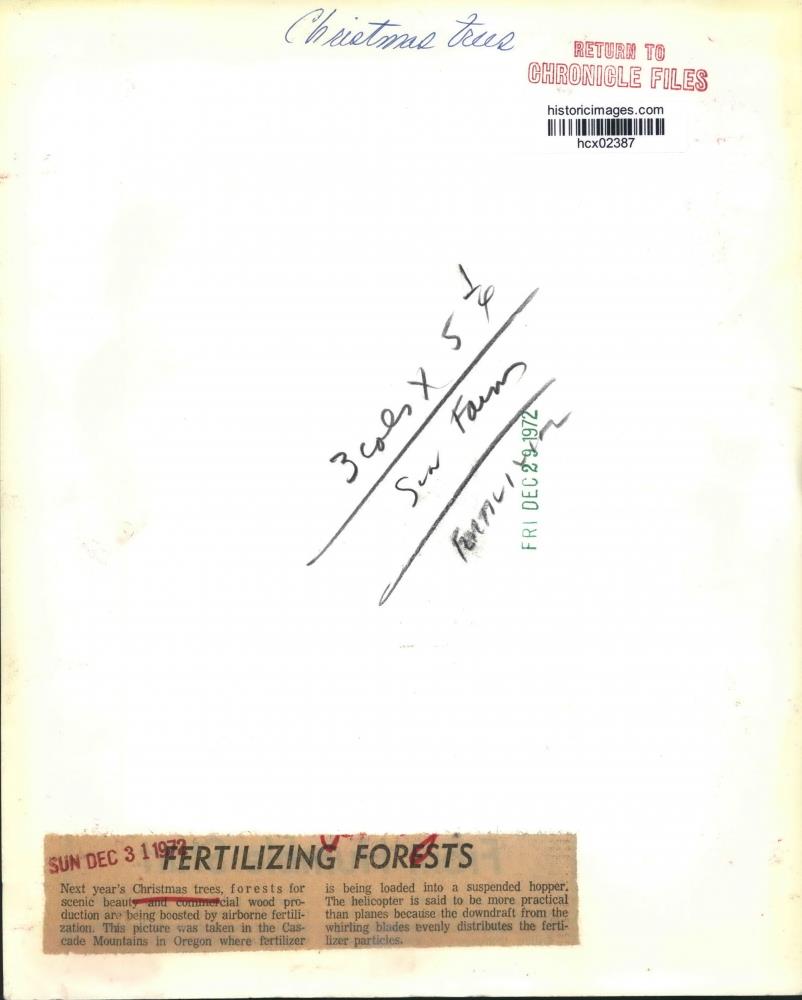 Christmas trees
RETURN TO
CHRONICLE FILES
historicimages.com
hcx02387
3 cols X 5 1/4
Sun Farm
FRI DEC 29 1972
SUN DEC 31 1972
FERTILIZING FORESTS
Next year's Christmas trees, forests for
scenic beauty and commercial wood pro-
duction are being boosted by airborne fertili-
zation. This picture was taken in the Cas-
cade Mountains in Oregon where fertilizer
is being loaded into a suspended hopper.
The helicopter is said to be more practical
than planes because the downdraft from the
whirling blades evenly distributes the ferti-
lizer particles.